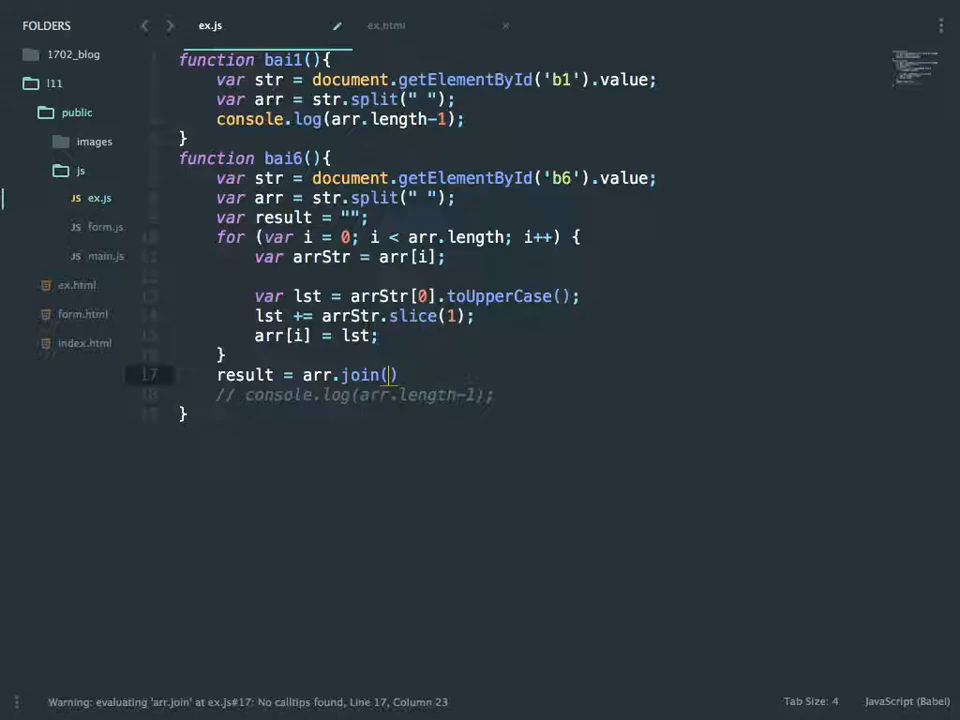 FOLDERS
1702_blog
l11
public
images
js
JS ex.js
JS form.js
JS main.js
ex.html
form.html
index.html
ex.js
ex.html
function bai1(){
var str = document.getElementById('b1').value;
var arr = str.split(" ");
console.log(arr.length-1);
}
function bai6(){
var str = document.getElementById('b6').value;
var arr = str.split(" ");
var result = "";
for (var i = 0; i < arr.length; i++) {
var arrStr = arr[i];
var lst = arrStr[0].toUpperCase();
lst += arrStr.slice(1);
arr[i] = lst;
}
17 result = arr.join()
// console.log(arr.length-1);
}
Warning: evaluating 'arr.join' at ex.js#17: No calltips found, Line 17, Column 23
Tab Size: 4
JavaScript (Babel)